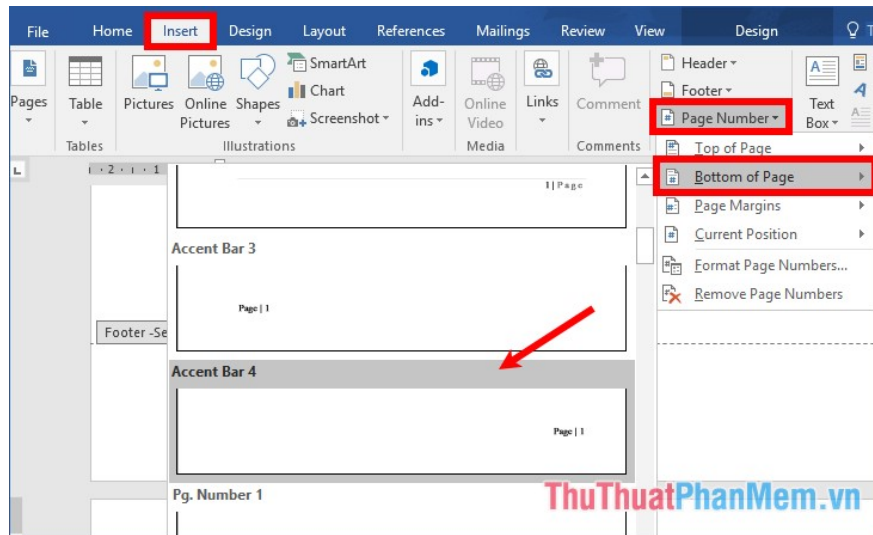 File Home Insert Design Layout References Mailings Review View Design
Pages
Table
Pictures
Online Pictures
Shapes
SmartArt
Chart
Screenshot
Add-ins
Online Video
Links
Comment
Header
Footer
Page Number
Text Box
Tables Illustrations Media Comments
2 1 1
Top of Page
Bottom of Page
Page Margins
Current Position
Format Page Numbers...
Remove Page Numbers
1 | Page
Accent Bar 3
Page | 1
Footer -Se
Accent Bar 4
Page | 1
Pg. Number 1
ThuThuatPhanMem.vn